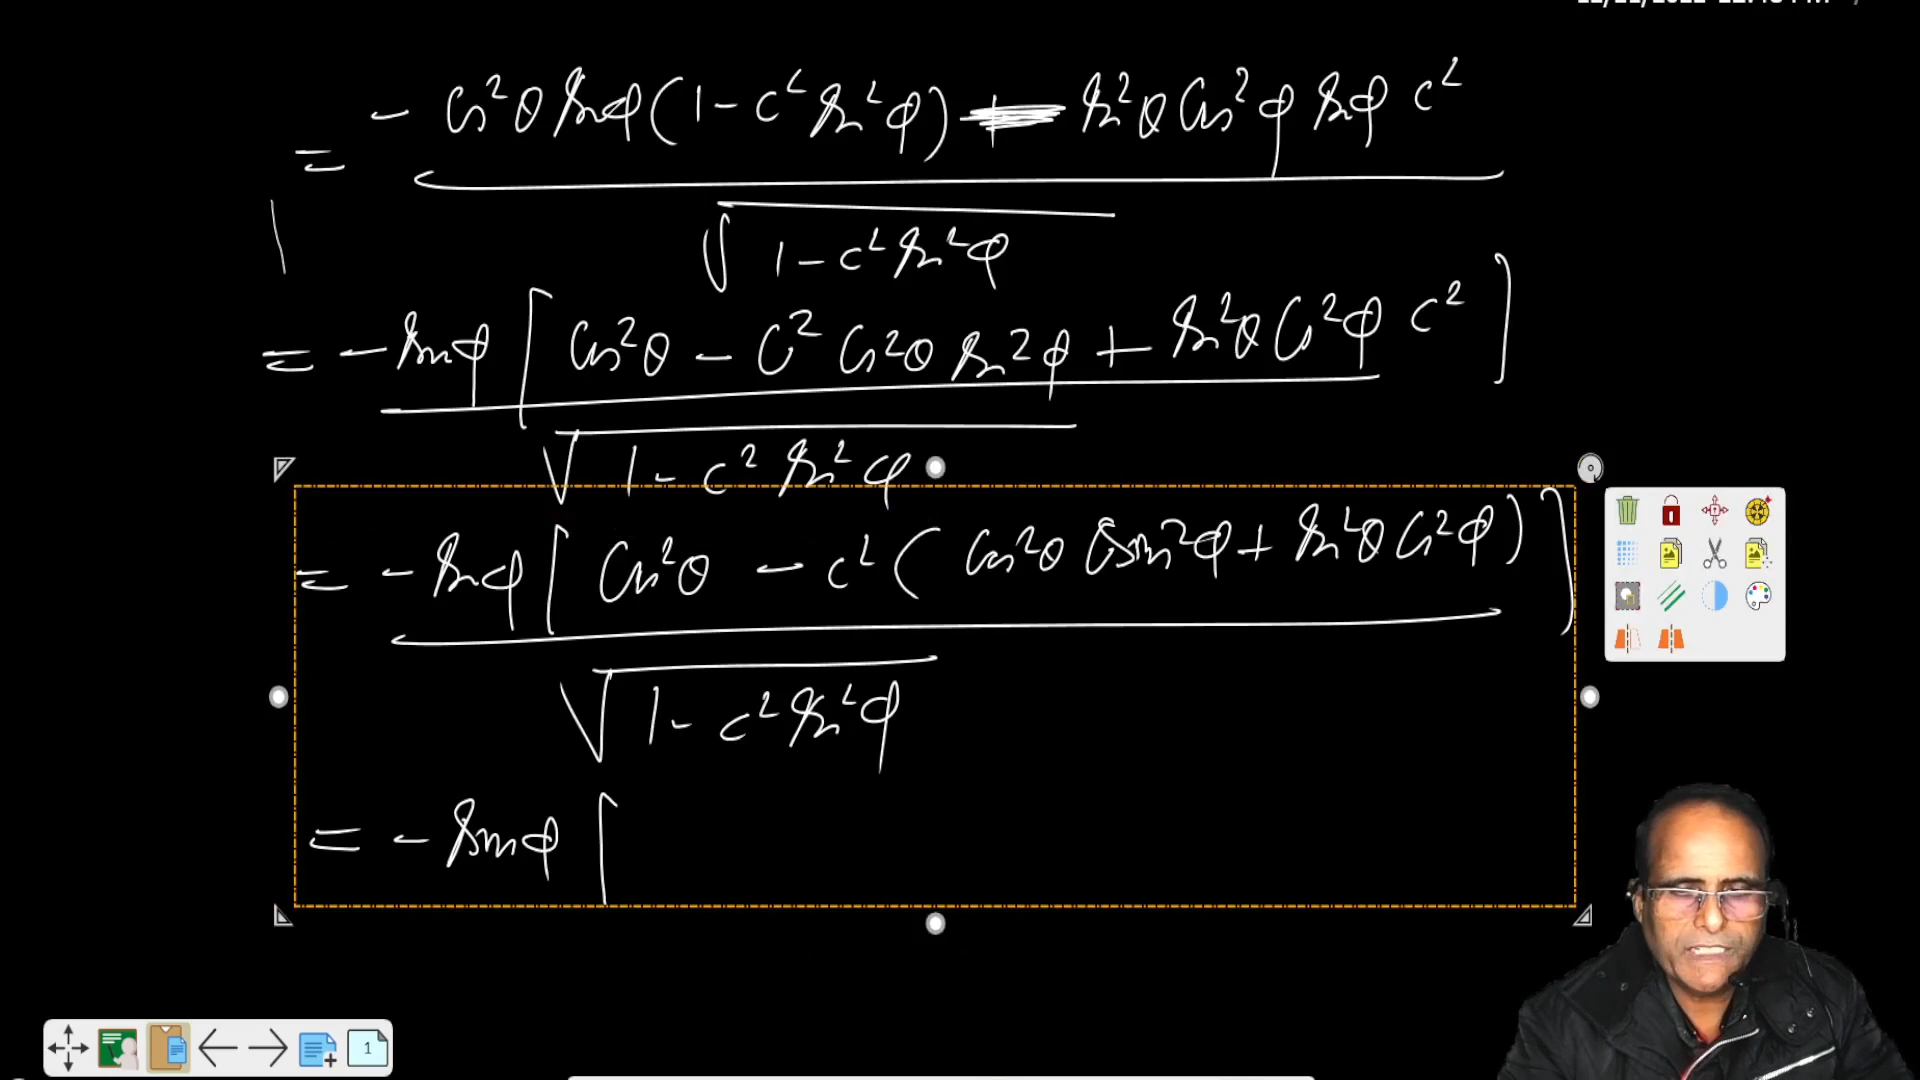 = - Cos²θ sinφ(1 - c² sin²φ) + sin²θ Cos²φ sinφ c²
√1 - c² sin²φ
= - sinφ [ Cos²θ - C² Cos²θ sin²φ + sin²θ Cos²φ c² ]
√1 - c² sin²φ
= - sinφ [ Cos²θ - c² ( Cos²θ sin²φ + sin²θ Cos²φ ) ]
√1 - c² sin²φ
= - sinφ [
1